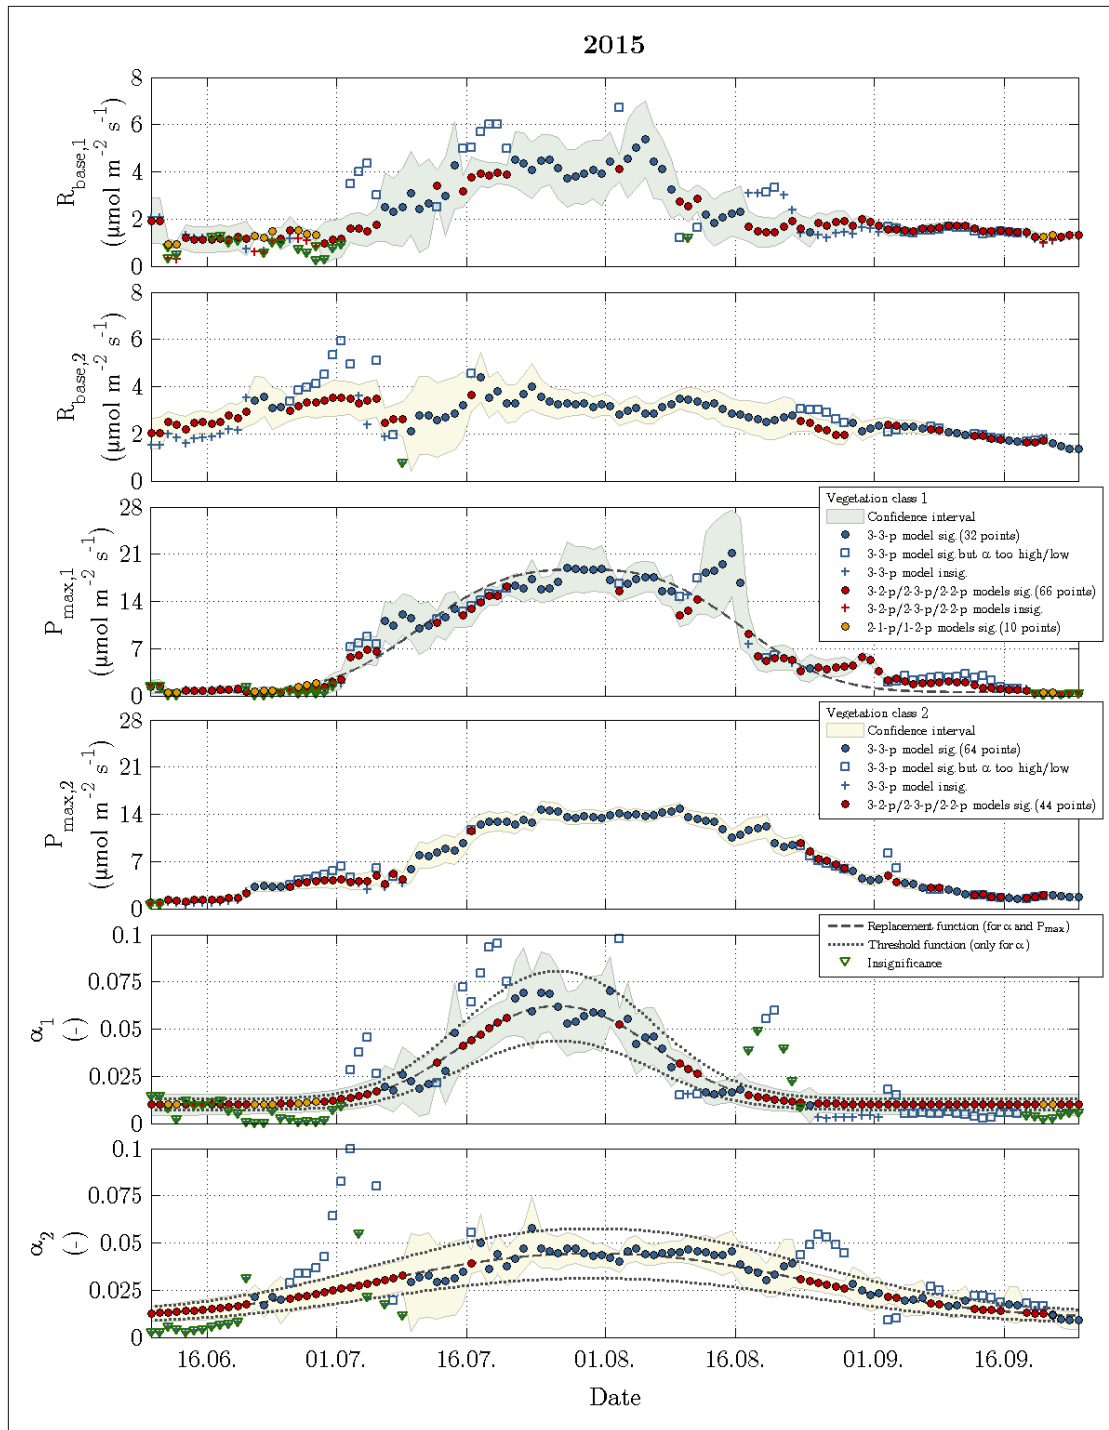 2015
8
6
4
2
0
R_base,1
(μmol m⁻² s⁻¹)
8
6
4
2
0
R_base,2
(μmol m⁻² s⁻¹)
28
21
14
7
0
P_max,1
(μmol m⁻² s⁻¹)
Vegetation class 1
Confidence interval
3-3-p model sig. (32 points)
3-3-p model sig. but α too high/low
3-3-p model insig.
3-2-p/2-3-p/2-2-p models sig. (66 points)
3-2-p/2-3-p/2-2-p models insig.
2-1-p/1-2-p models sig. (10 points)
28
21
14
7
0
P_max,2
(μmol m⁻² s⁻¹)
Vegetation class 2
Confidence interval
3-3-p model sig. (64 points)
3-3-p model sig. but α too high/low
3-3-p model insig.
3-2-p/2-3-p/2-2-p models sig. (44 points)
0.1
0.075
0.05
0.025
0
α₁
(-)
Replacement function (for α and P_max)
Threshold function (only for α)
Insignificance
0.1
0.075
0.05
0.025
0
α₂
(-)
16.06. 01.07. 16.07. 01.08. 16.08. 01.09. 16.09.
Date